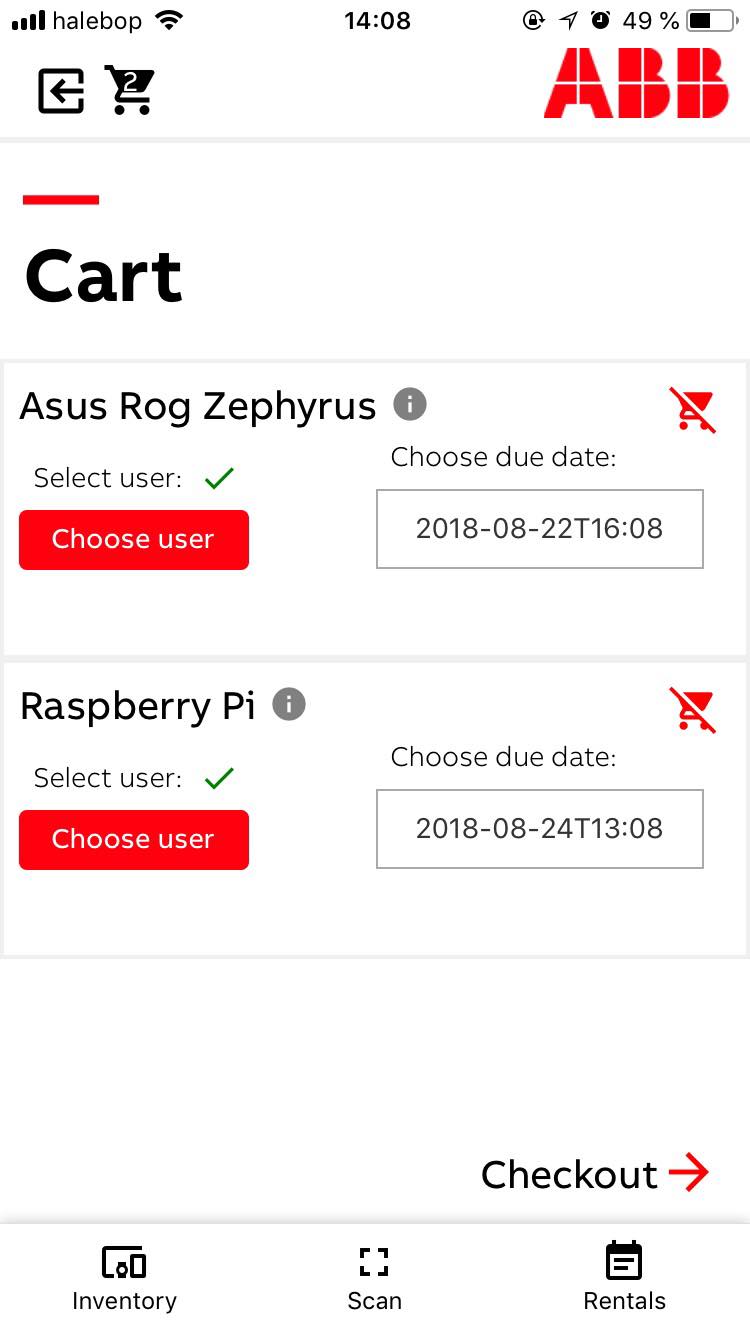 halebop 14:08 49 %
2
ABB
Cart
Asus Rog Zephyrus
Select user:
Choose due date:
Choose user
2018-08-22T16:08
Raspberry Pi
Select user:
Choose due date:
Choose user
2018-08-24T13:08
Checkout
Inventory Scan Rentals